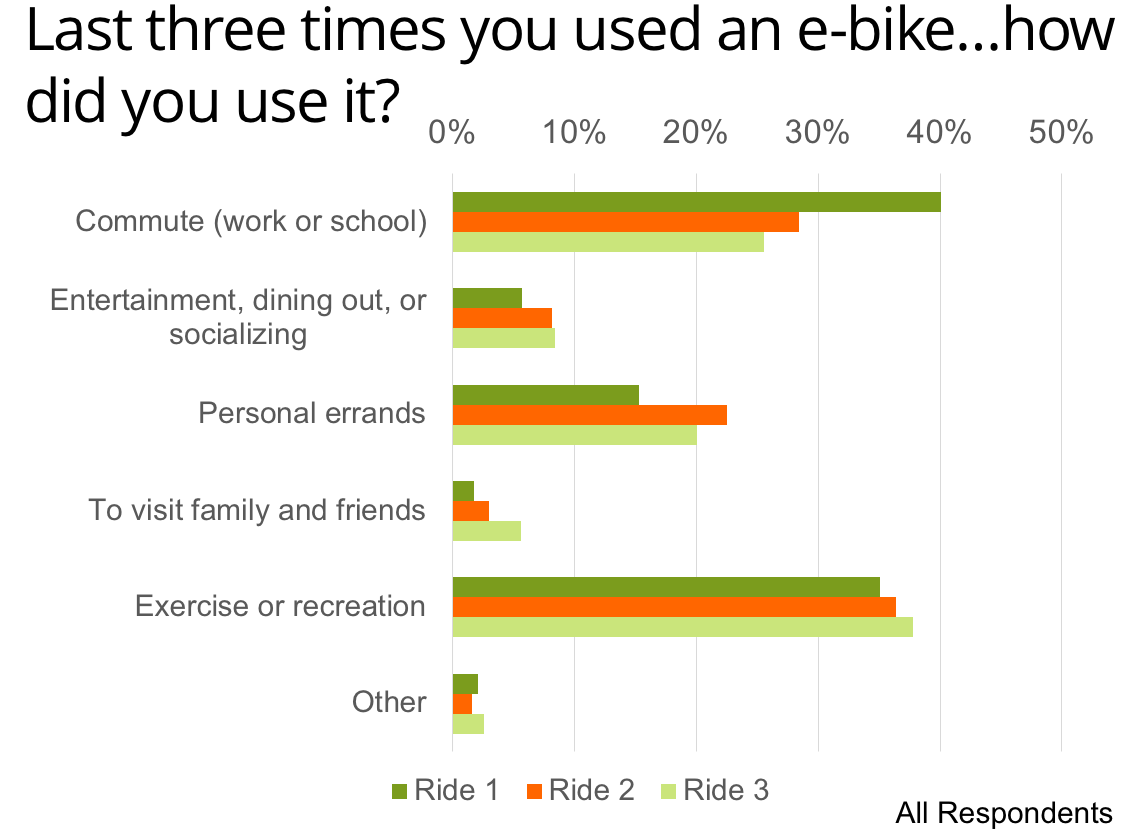 Last three times you used an e-bike...how
did you use it?
0% 10% 20% 30% 40% 50%
Commute (work or school)
Entertainment, dining out, or
socializing
Personal errands
To visit family and friends
Exercise or recreation
Other
Ride 1 Ride 2 Ride 3
All Respondents